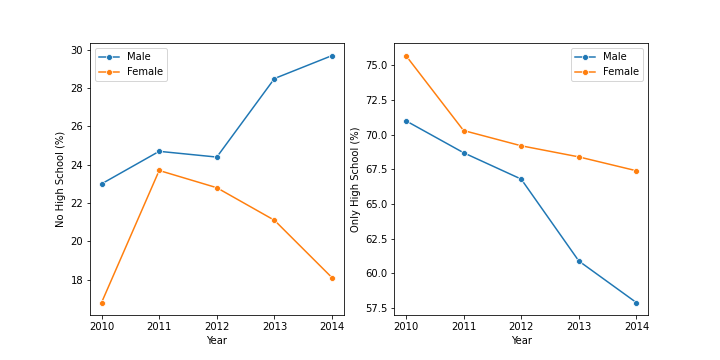 No High School (%)
30
28
26
24
22
20
18
Male
Female
2010 2011 2012 2013 2014
Year
Only High School (%)
75.0
72.5
70.0
67.5
65.0
62.5
60.0
57.5
Male
Female
2010 2011 2012 2013 2014
Year